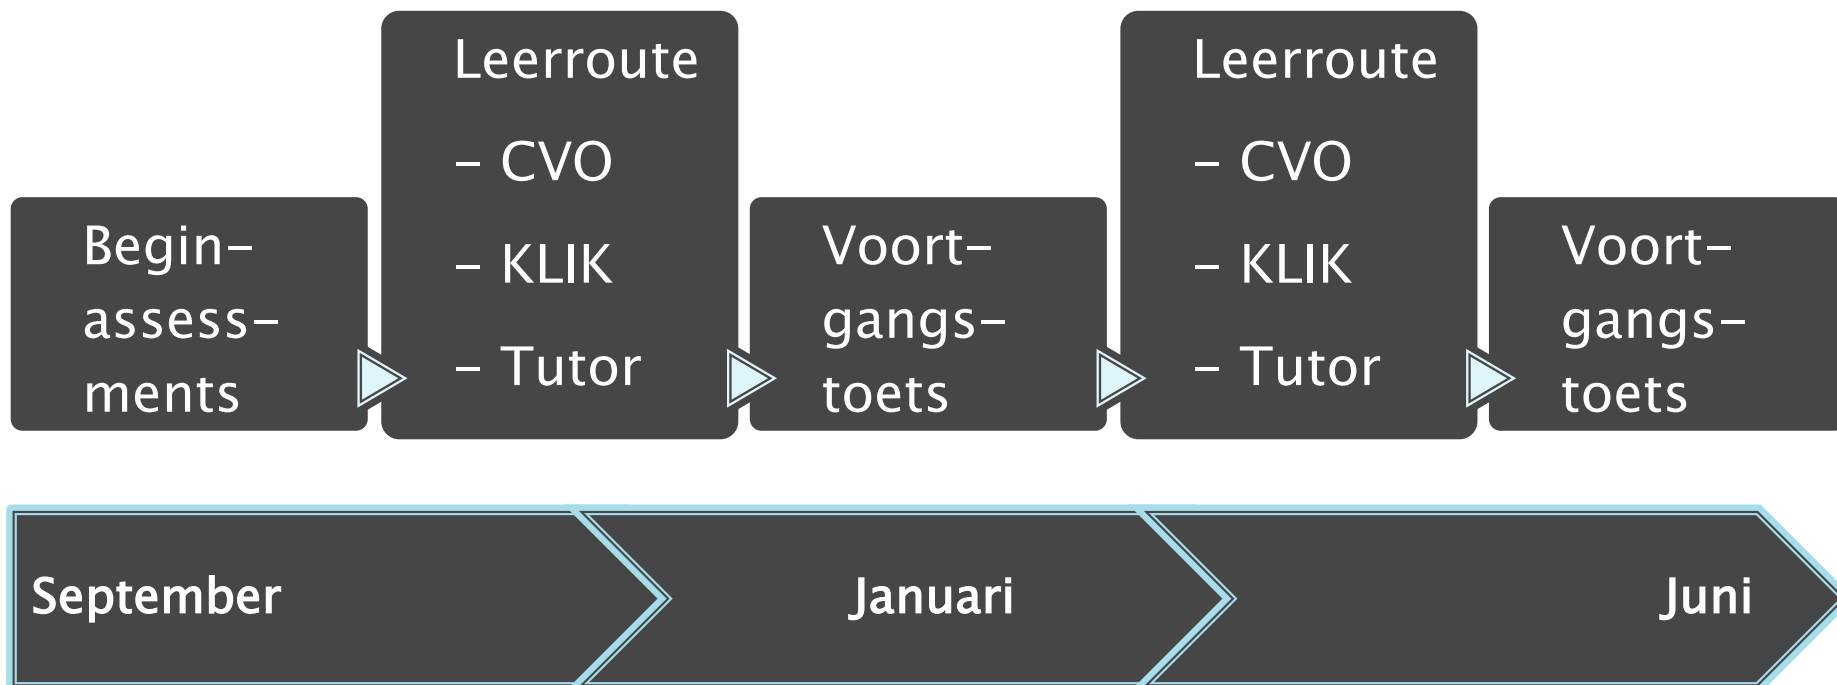 Begin-
assess-
ments
Leerroute
- CVO
- KLIK
- Tutor
Voort-
gangs-
toets
Leerroute
- CVO
- KLIK
- Tutor
Voort-
gangs-
toets
September
Januari
Juni